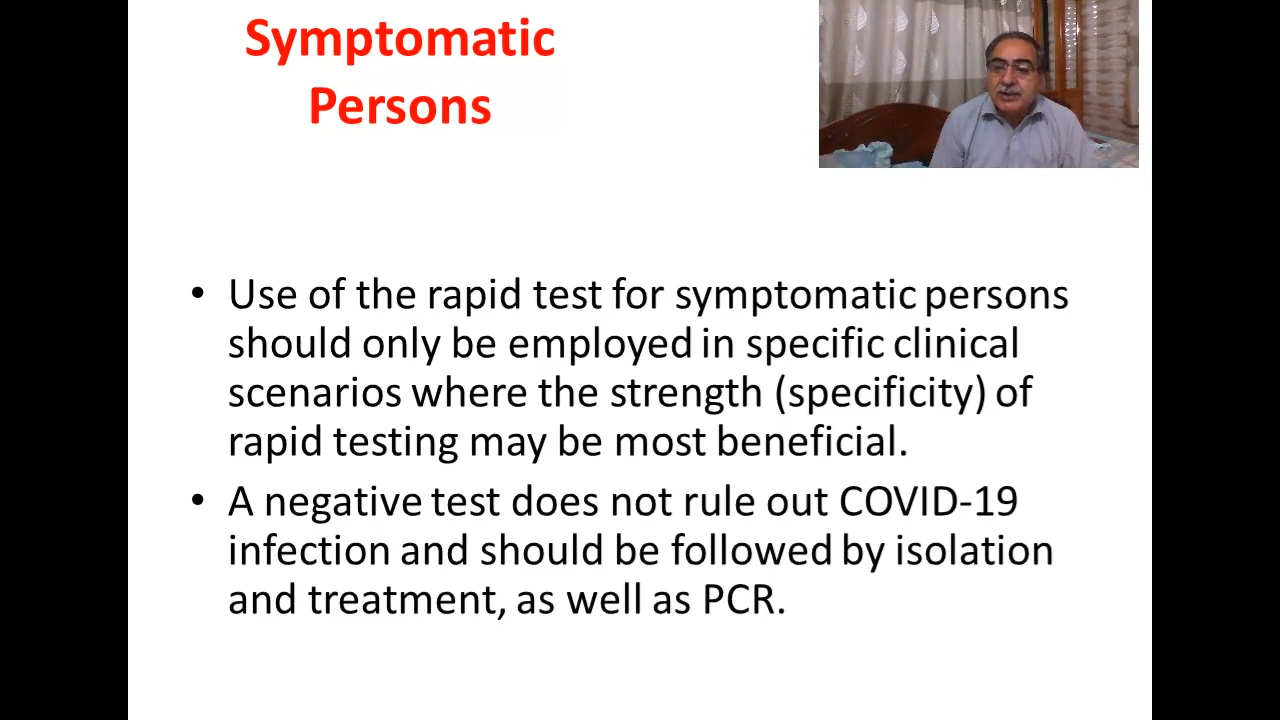 Symptomatic
Persons
• Use of the rapid test for symptomatic persons
should only be employed in specific clinical
scenarios where the strength (specificity) of
rapid testing may be most beneficial.
• A negative test does not rule out COVID-19
infection and should be followed by isolation
and treatment, as well as PCR.